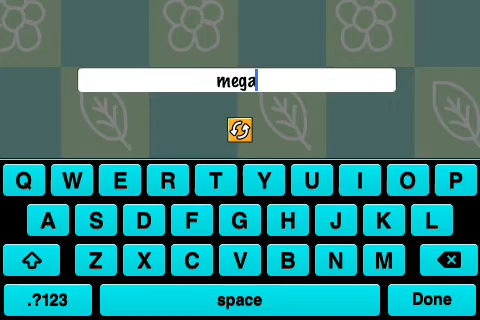 mega
Q W E R T Y U I O P
A S D F G H J K L
Z X C V B N M
.?123 space Done